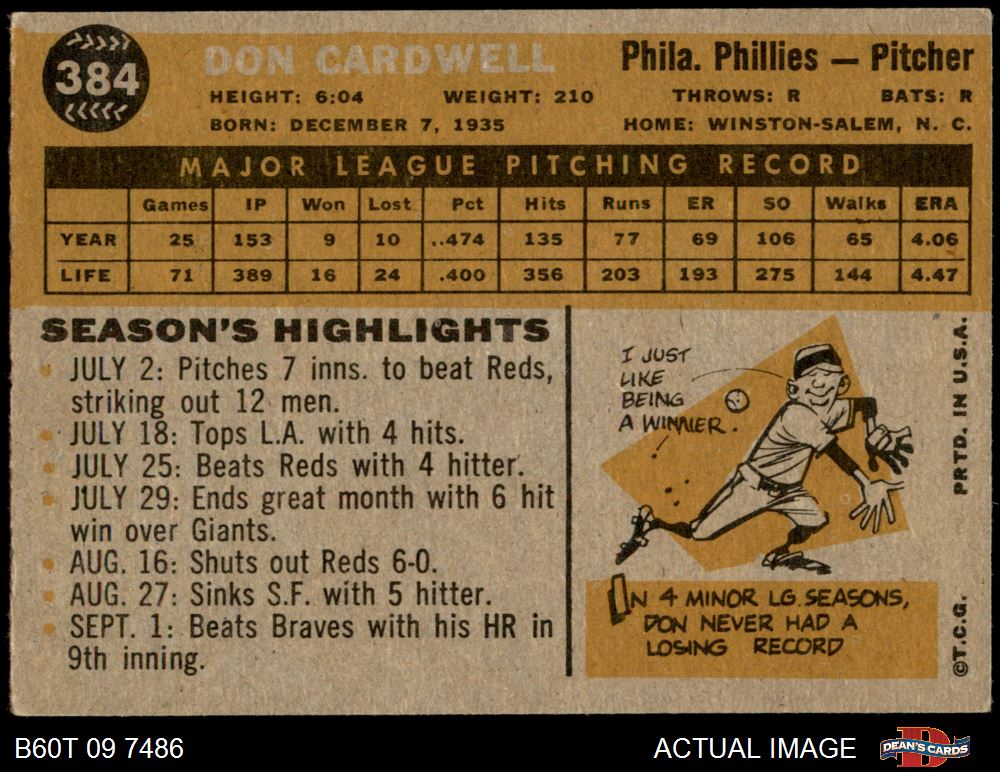 384
DON CARDWELL
Phila. Phillies — Pitcher
HEIGHT: 6:04 WEIGHT: 210 THROWS: R BATS: R
BORN: DECEMBER 7, 1935 HOME: WINSTON-SALEM, N. C.
MAJOR LEAGUE PITCHING RECORD
Games IP Won Lost Pct Hits Runs ER SO Walks ERA
YEAR 25 153 9 10 ..474 135 77 69 106 65 4.06
LIFE 71 389 16 24 .400 356 203 193 275 144 4.47
SEASON'S HIGHLIGHTS
JULY 2: Pitches 7 inns. to beat Reds,
striking out 12 men.
JULY 18: Tops L.A. with 4 hits.
JULY 25: Beats Reds with 4 hitter.
JULY 29: Ends great month with 6 hit
win over Giants.
AUG. 16: Shuts out Reds 6-0.
AUG. 27: Sinks S.F. with 5 hitter.
SEPT. 1: Beats Braves with his HR in
9th inning.
I JUST
LIKE
BEING
A WINNER.
IN 4 MINOR LG. SEASONS,
DON NEVER HAD A
LOSING RECORD
PRTD. IN U.S.A.
©T.C.G.
B60T 09 7486
ACTUAL IMAGE
DEAN'S CARDS